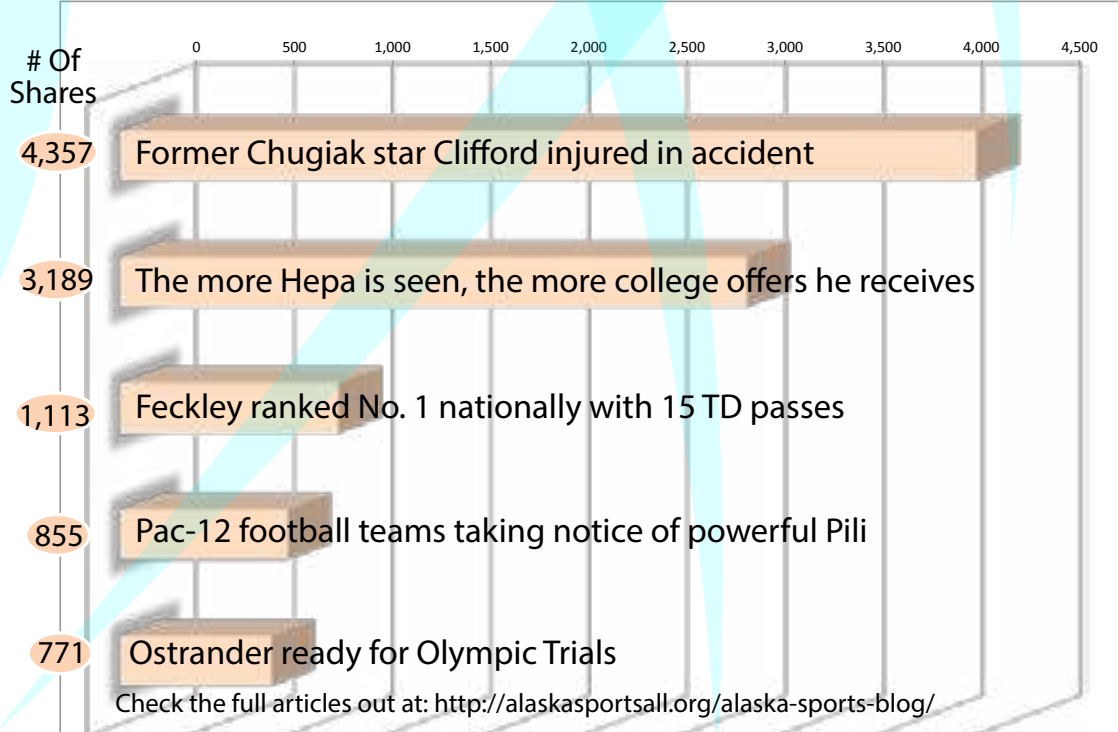 0 500 1,000 1,500 2,000 2,500 3,000 3,500 4,000 4,500
# Of
Shares
4,357 Former Chugiak star Clifford injured in accident
3,189 The more Hepa is seen, the more college offers he receives
1,113 Feckley ranked No. 1 nationally with 15 TD passes
855 Pac-12 football teams taking notice of powerful Pili
771 Ostrander ready for Olympic Trials
Check the full articles out at: http://alaskasportsall.org/alaska-sports-blog/